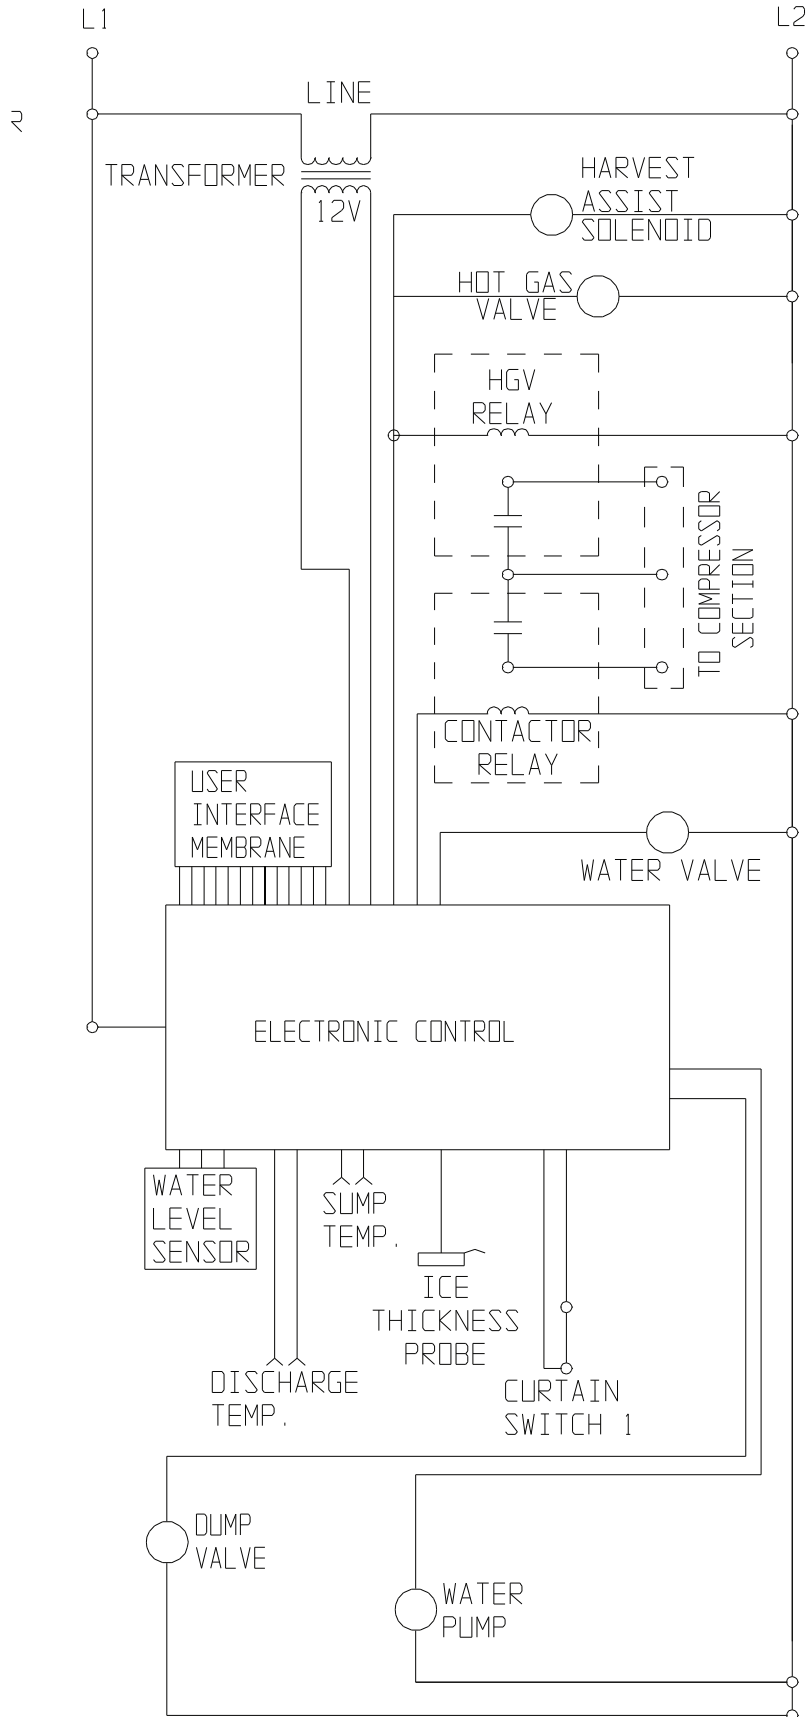 L1
L2
LINE
TRANSFORMER
12V
HARVEST
ASSIST
SOLENOID
HOT GAS
VALVE
HGV
RELAY
TO COMPRESSOR
SECTION
CONTACTOR
RELAY
USER
INTERFACE
MEMBRANE
WATER VALVE
ELECTRONIC CONTROL
WATER
LEVEL
SENSOR
SUMP
TEMP.
ICE
THICKNESS
PROBE
DISCHARGE
TEMP.
CURTAIN
SWITCH 1
DUMP
VALVE
WATER
PUMP